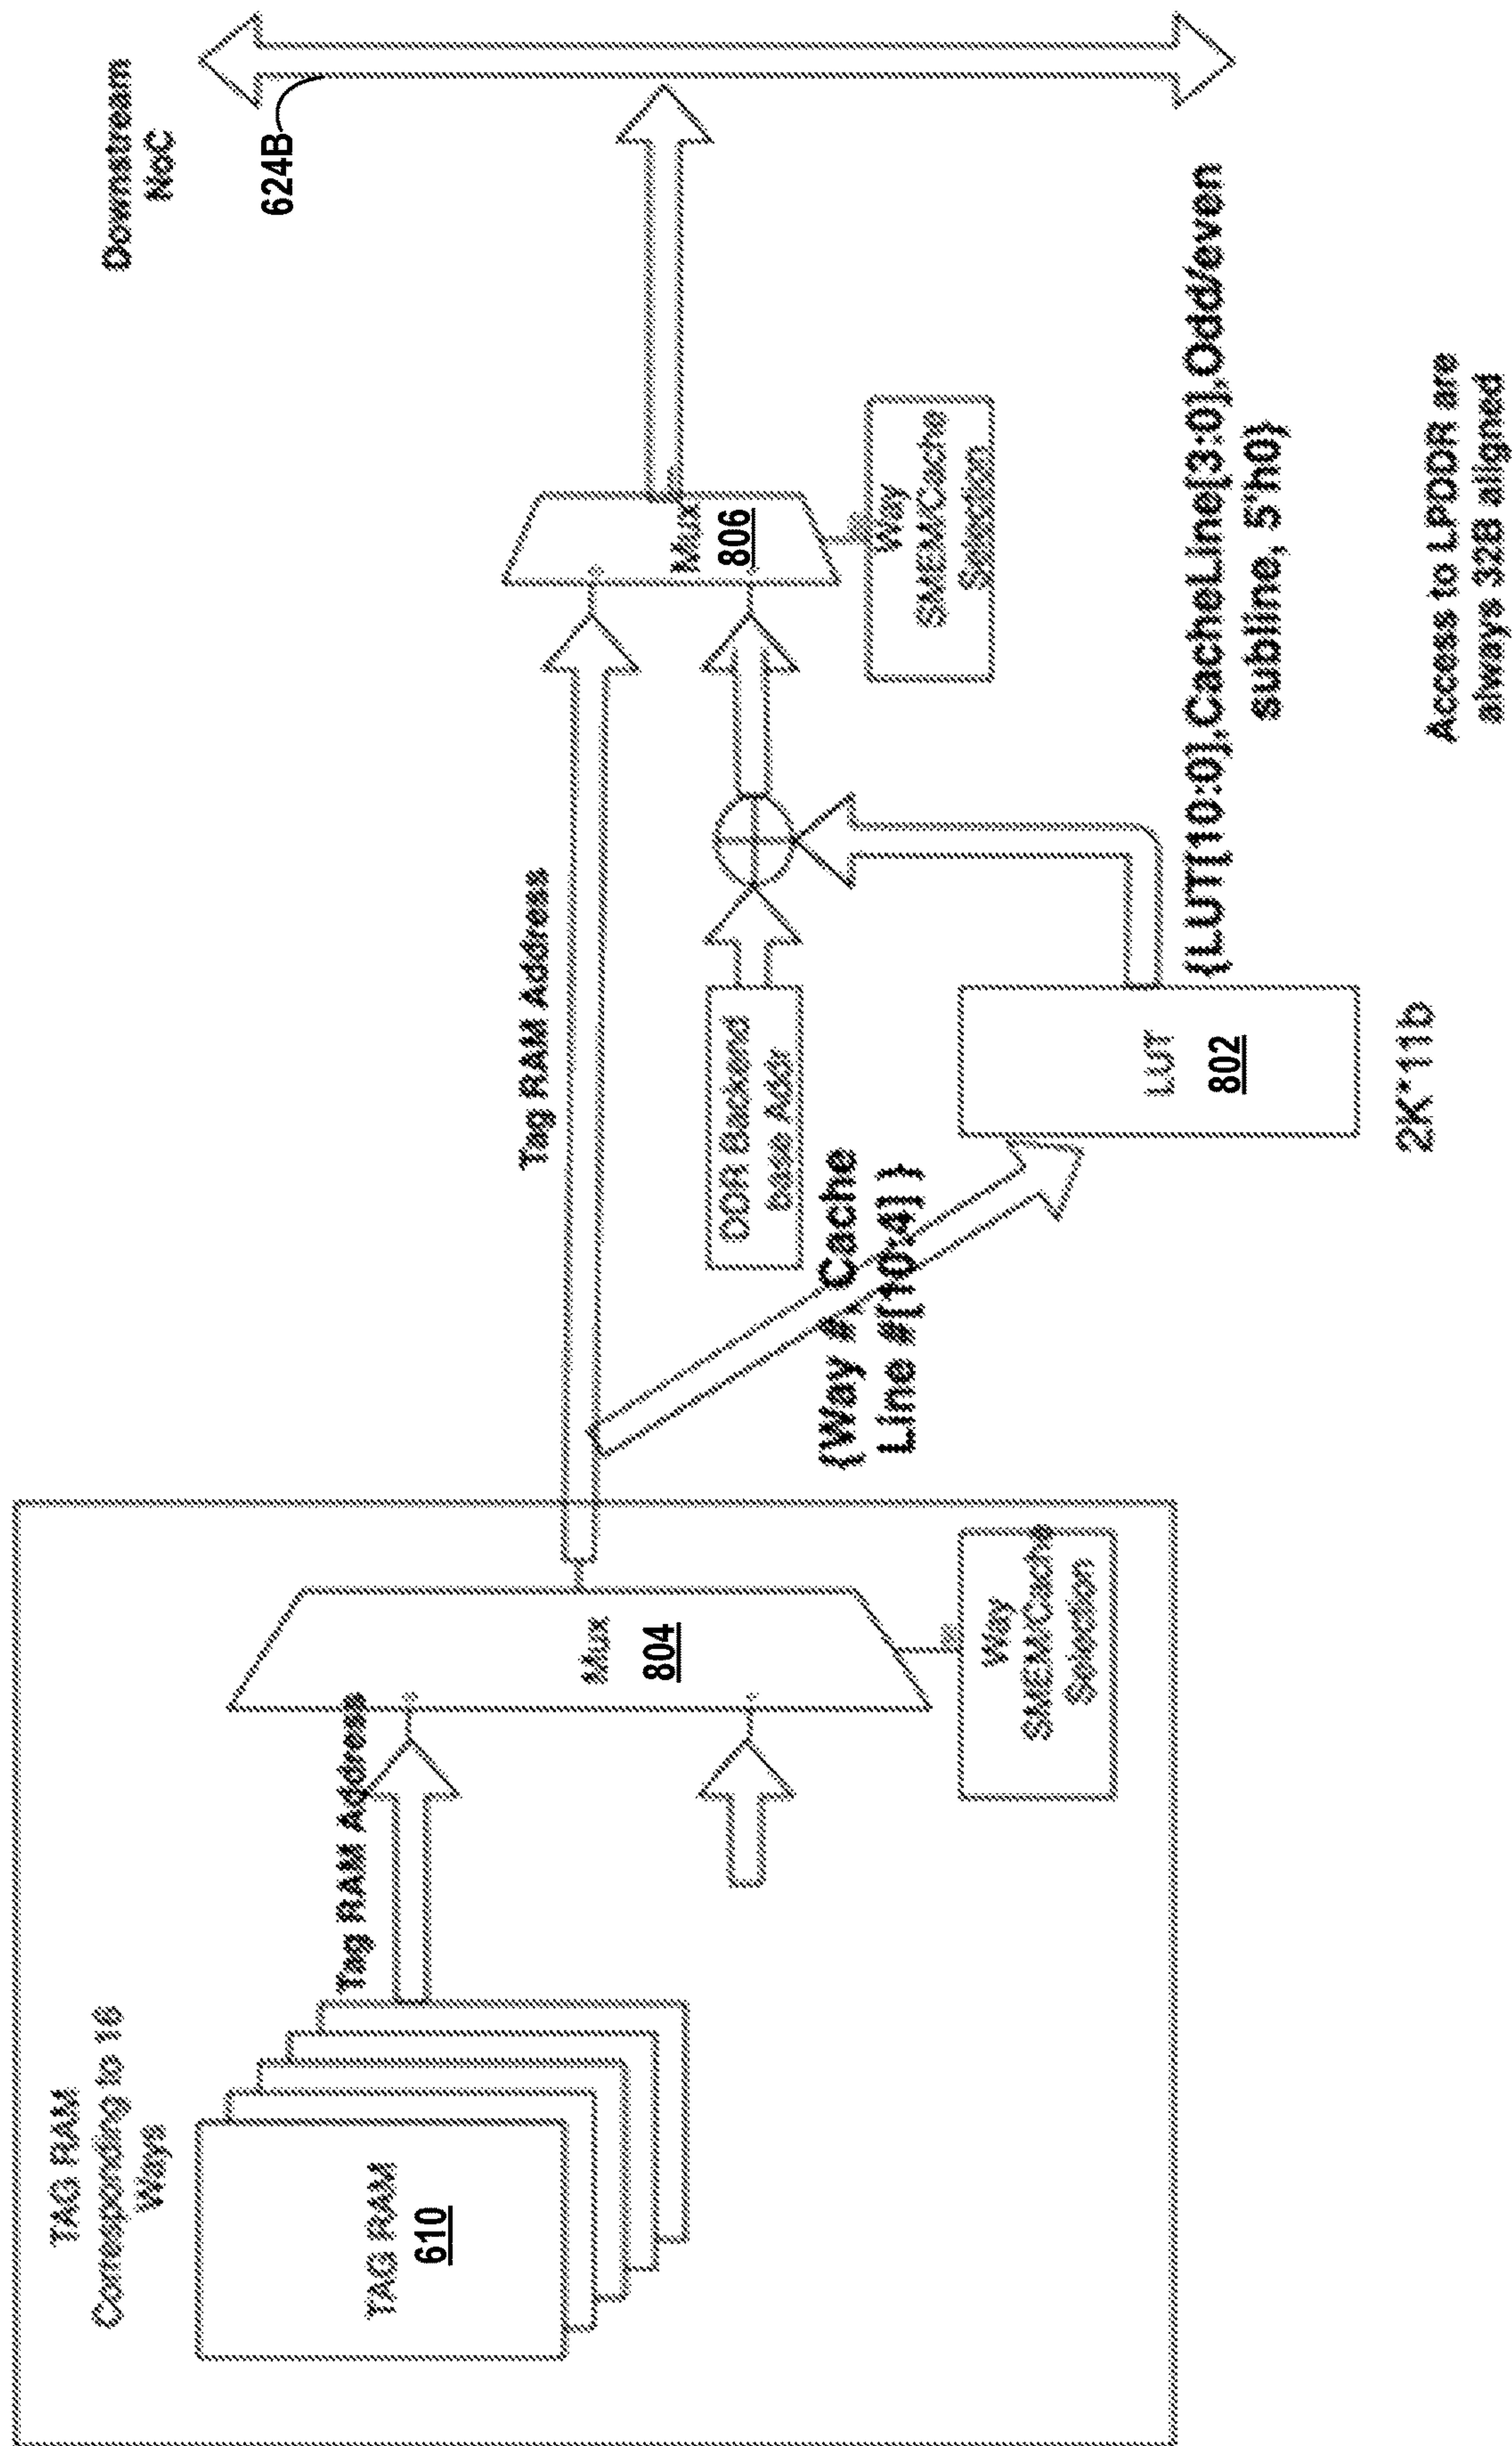 TAG RAM
Corresponding to 16
Ways
TAG RAM
610
Tag RAM Address
Mux
804
Way
SMEM/Cache
Selection
Tag RAM Address
{Way #, Cache
Line #[10:4] }
DDR Backend
base Addr
LUT
802
2K*11b
{LUT[10:0],CacheLine[3:0],Odd/even
subline, 5'h0}
Mux
806
Way
SMEM/Cache
Selection
Downstream
NoC
624B
Access to LPDDR are
always 32B aligned